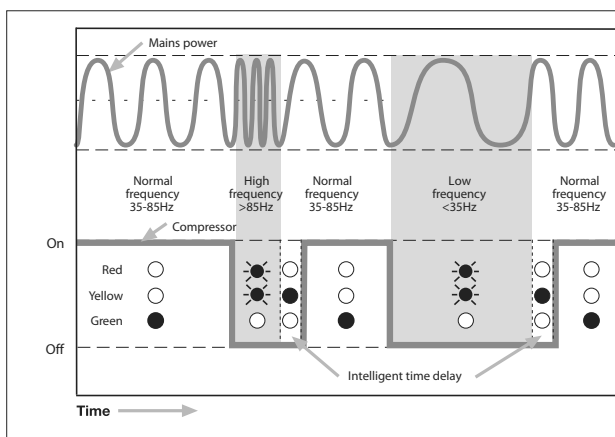 Mains power
Normal
frequency
35-85Hz
High
frequency
>85Hz
Normal
frequency
35-85Hz
Low
frequency
<35Hz
Normal
frequency
35-85Hz
Compressor
On
Red
Yellow
Green
Off
Intelligent time delay
Time